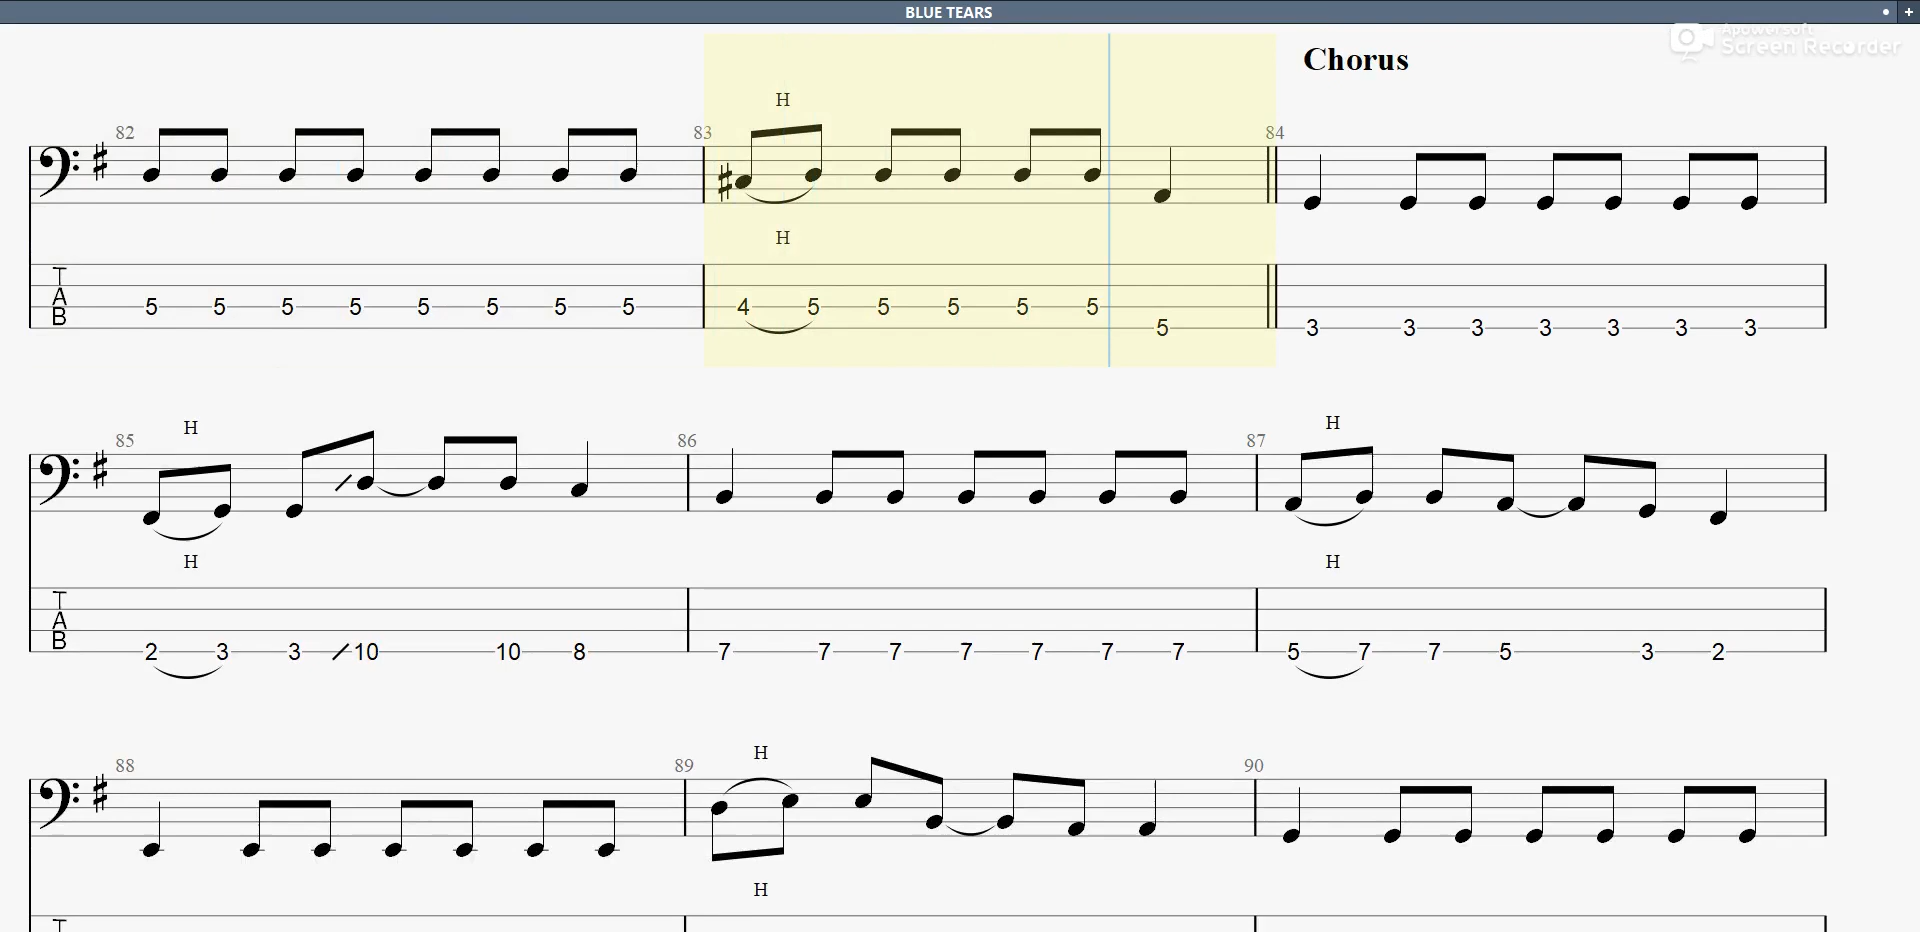 BLUE TEARS
Apowersoft
Screen Recorder
Chorus
H
82 83 84
H
T A B 5 5 5 5 5 5 5 5 4 5 5 5 5 5 5 3 3 3 3 3 3 3
H H
85 86 87
H H
T A B 2 3 3 10 10 8 7 7 7 7 7 7 7 5 7 7 5 3 2
H
88 89 90
H
T